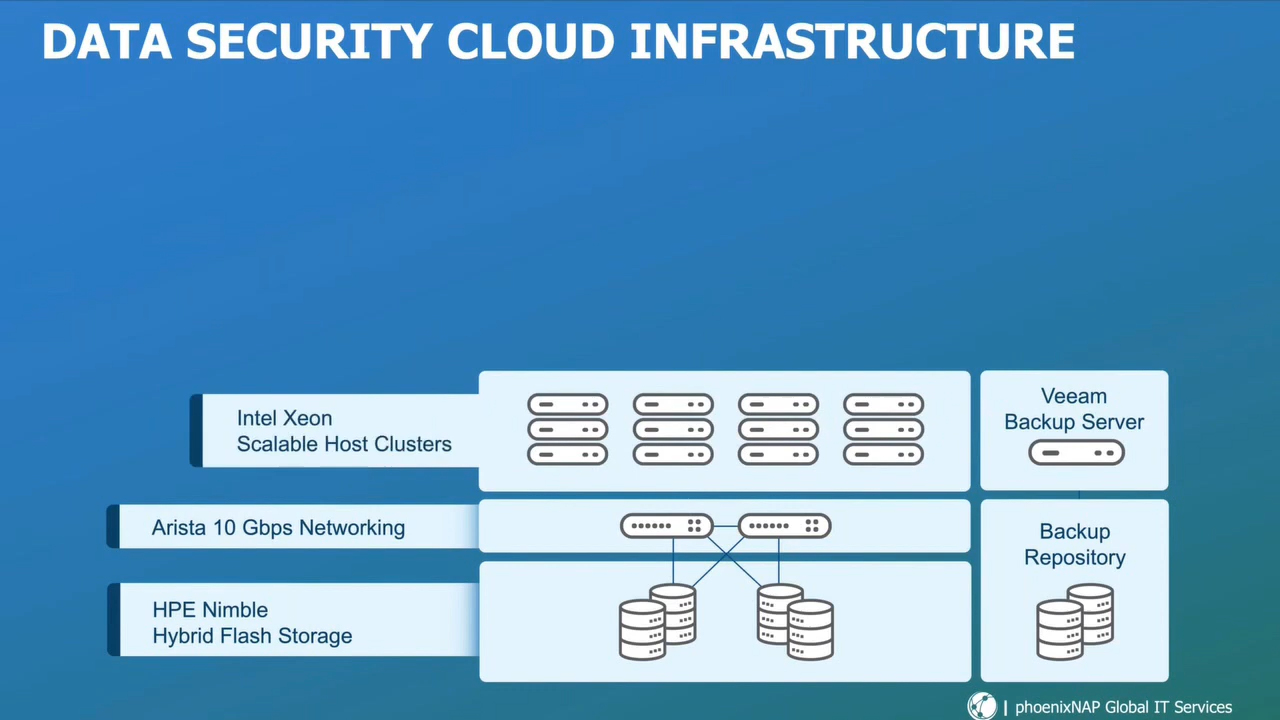 DATA SECURITY CLOUD INFRASTRUCTURE
Intel Xeon
Scalable Host Clusters
Veeam
Backup Server
Arista 10 Gbps Networking
Backup
Repository
HPE Nimble
Hybrid Flash Storage
| phoenixNAP Global IT Services